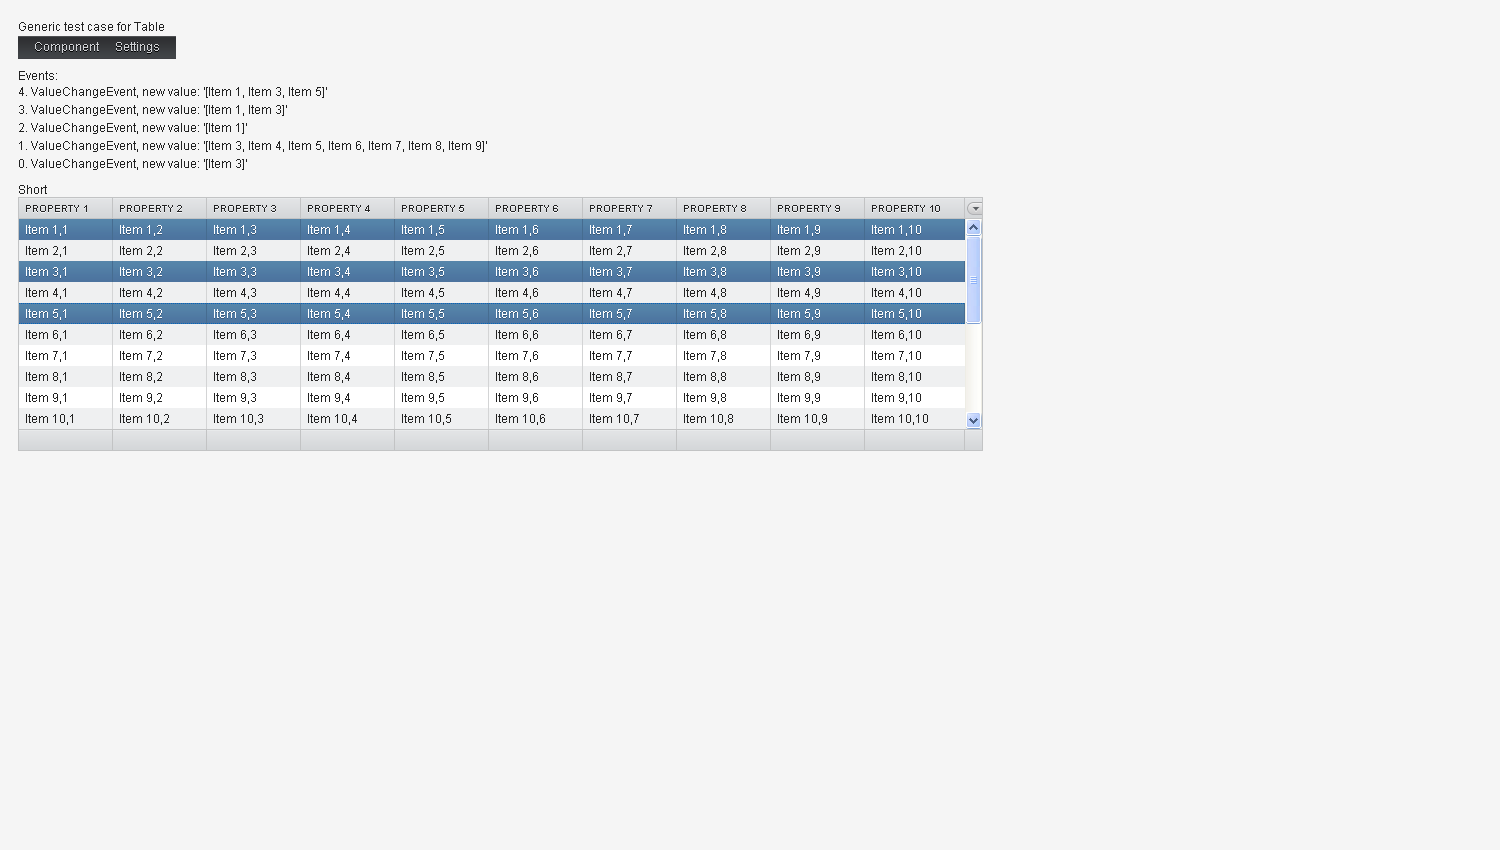 Generic test case for Table
Component Settings
Events:
4. ValueChangeEvent, new value: '[Item 1, Item 3, Item 5]'
3. ValueChangeEvent, new value: '[Item 1, Item 3]'
2. ValueChangeEvent, new value: '[Item 1]'
1. ValueChangeEvent, new value: '[Item 3, Item 4, Item 5, Item 6, Item 7, Item 8, Item 9]'
0. ValueChangeEvent, new value: '[Item 3]'
Short
PROPERTY 1 PROPERTY 2 PROPERTY 3 PROPERTY 4 PROPERTY 5 PROPERTY 6 PROPERTY 7 PROPERTY 8 PROPERTY 9 PROPERTY 10
Item 1,1 Item 1,2 Item 1,3 Item 1,4 Item 1,5 Item 1,6 Item 1,7 Item 1,8 Item 1,9 Item 1,10
Item 2,1 Item 2,2 Item 2,3 Item 2,4 Item 2,5 Item 2,6 Item 2,7 Item 2,8 Item 2,9 Item 2,10
Item 3,1 Item 3,2 Item 3,3 Item 3,4 Item 3,5 Item 3,6 Item 3,7 Item 3,8 Item 3,9 Item 3,10
Item 4,1 Item 4,2 Item 4,3 Item 4,4 Item 4,5 Item 4,6 Item 4,7 Item 4,8 Item 4,9 Item 4,10
Item 5,1 Item 5,2 Item 5,3 Item 5,4 Item 5,5 Item 5,6 Item 5,7 Item 5,8 Item 5,9 Item 5,10
Item 6,1 Item 6,2 Item 6,3 Item 6,4 Item 6,5 Item 6,6 Item 6,7 Item 6,8 Item 6,9 Item 6,10
Item 7,1 Item 7,2 Item 7,3 Item 7,4 Item 7,5 Item 7,6 Item 7,7 Item 7,8 Item 7,9 Item 7,10
Item 8,1 Item 8,2 Item 8,3 Item 8,4 Item 8,5 Item 8,6 Item 8,7 Item 8,8 Item 8,9 Item 8,10
Item 9,1 Item 9,2 Item 9,3 Item 9,4 Item 9,5 Item 9,6 Item 9,7 Item 9,8 Item 9,9 Item 9,10
Item 10,1 Item 10,2 Item 10,3 Item 10,4 Item 10,5 Item 10,6 Item 10,7 Item 10,8 Item 10,9 Item 10,10